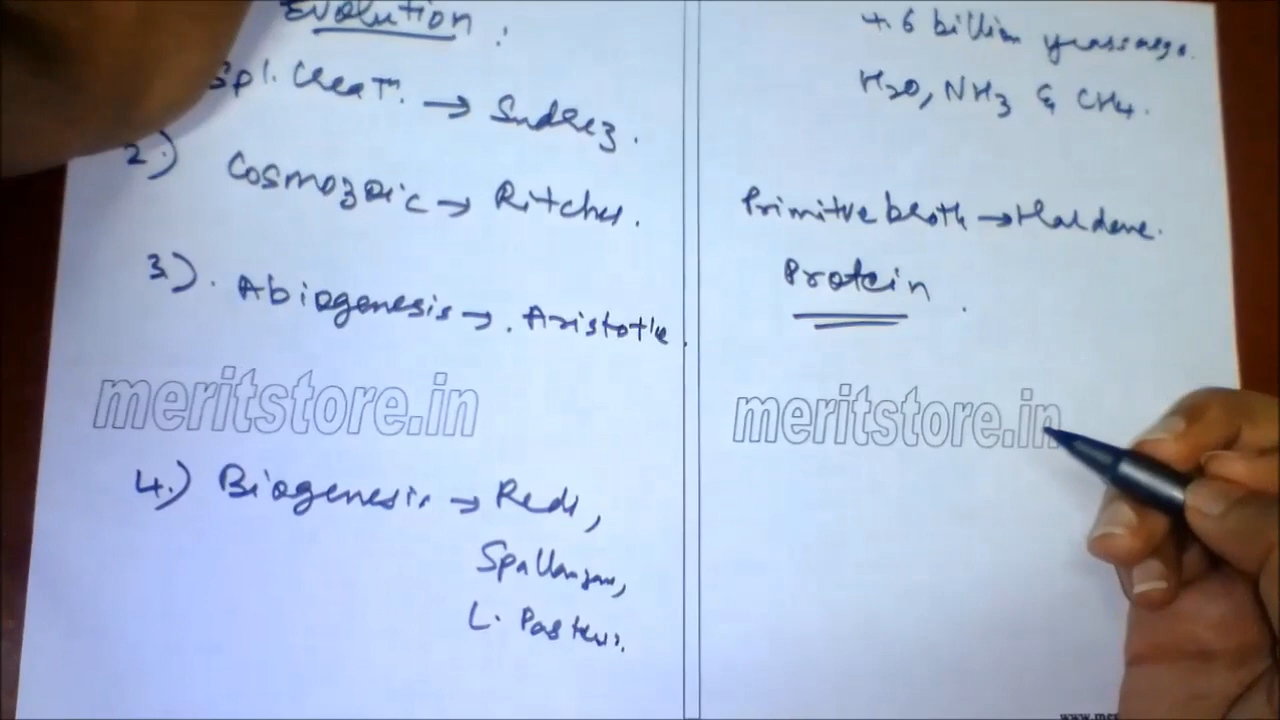 Evolution :
Spl. Creatn. → Sudrez.
2.) Cosmozoic → Ritcher.
3.). Abiogenesis → . Aristotle.
meritstore.in
4.) Biogenesis → Redi,
Spallanzani,
L. Pasteur.
4.6 billion years ago.
H2O, NH3 & CH4.
Primitive broth → Haldane.
Protein.
meritstore.in